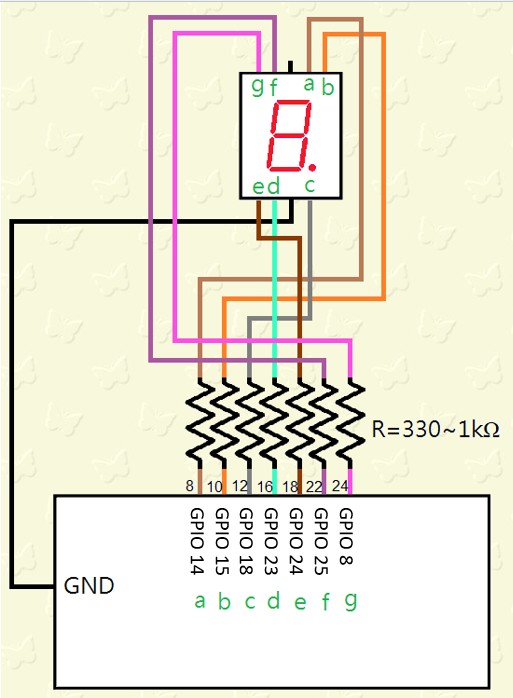 g f a b
e d c
R=330~1kΩ
8 10 12 16 18 22 24
GPIO 14
GPIO 15
GPIO 18
GPIO 23
GPIO 24
GPIO 25
GPIO 8
GND
a b c d e f g